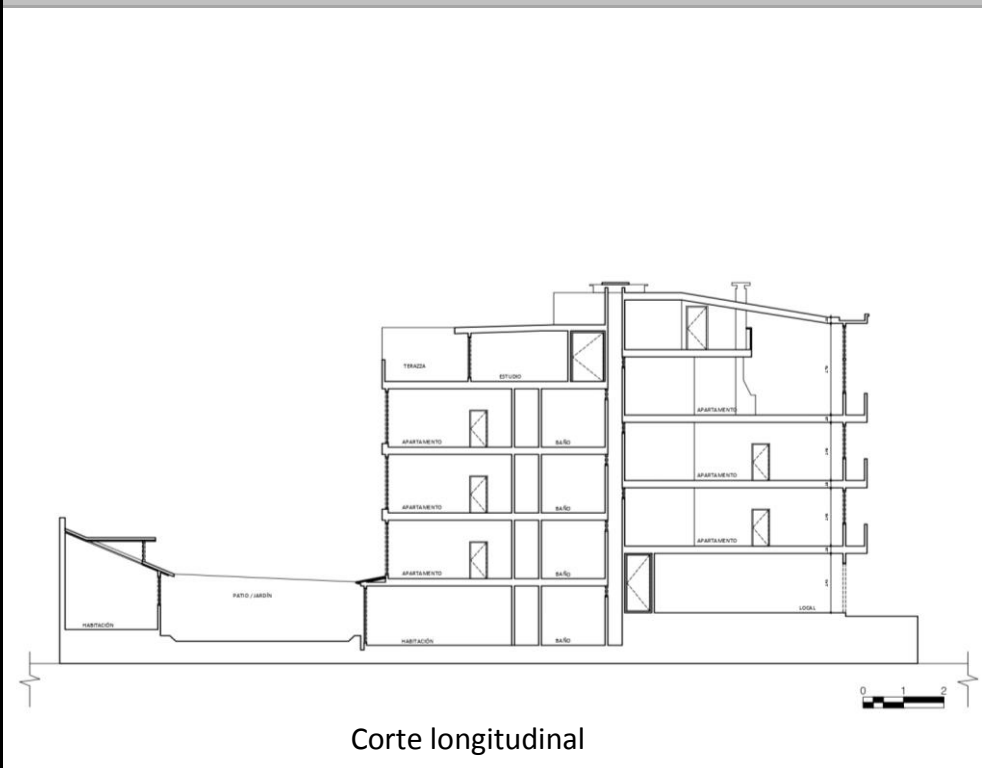 TERAZZA
ESTUDIO
APARTAMENTO
APARTAMENTO BAÑO
APARTAMENTO
APARTAMENTO BAÑO
APARTAMENTO
APARTAMENTO BAÑO
PATIO / JARDÍN
LOCAL
HABITACIÓN
HABITACIÓN BAÑO
0 1 2
Corte longitudinal